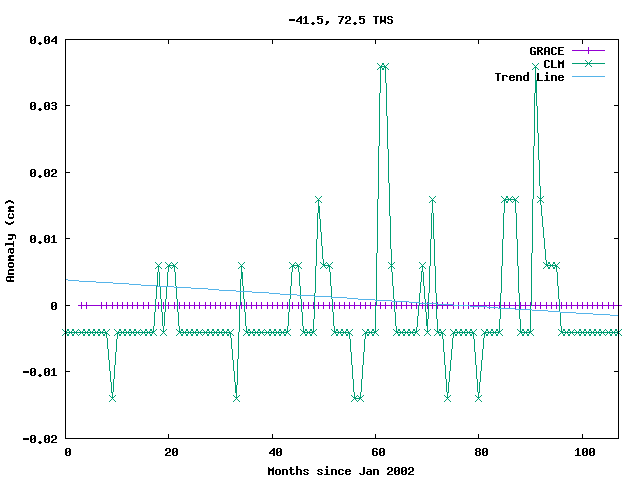 -41.5, 72.5 TWS
GRACE
CLM
Trend Line
0.04
0.03
0.02
0.01
0
-0.01
-0.02
Anomaly (cm)
0 20 40 60 80 100
Months since Jan 2002